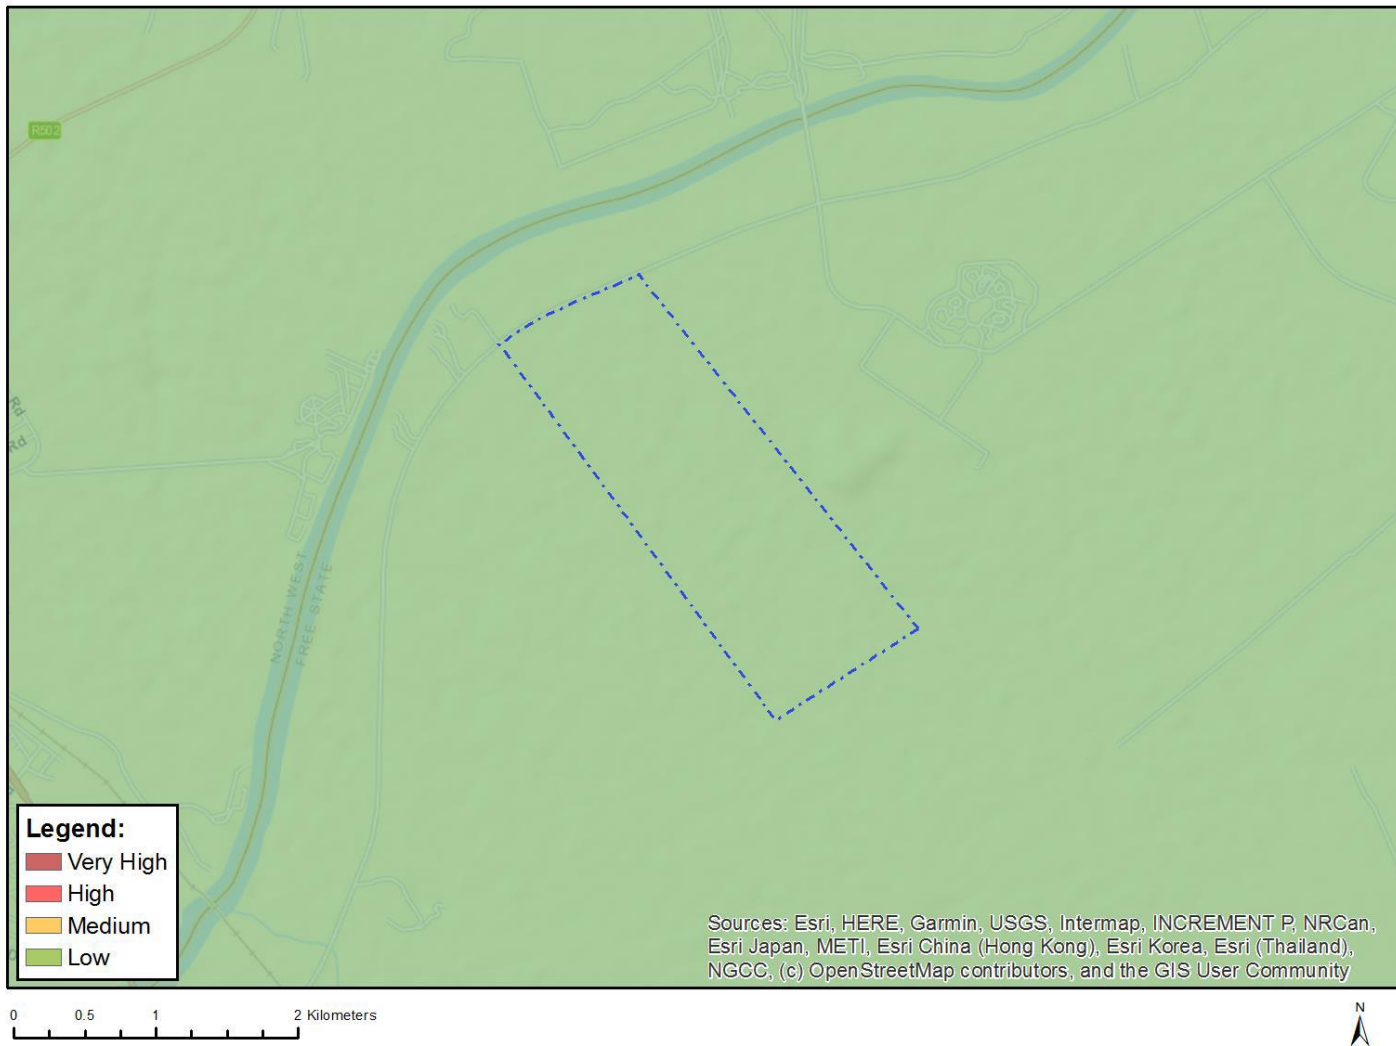 R502
Rd
Rd
NORTH WEST
FREE STATE
Legend:
Very High
High
Medium
Low
Sources: Esri, HERE, Garmin, USGS, Intermap, INCREMENT P, NRCan,
Esri Japan, METI, Esri China (Hong Kong), Esri Korea, Esri (Thailand),
NGCC, (c) OpenStreetMap contributors, and the GIS User Community
0 0.5 1 2 Kilometers
N